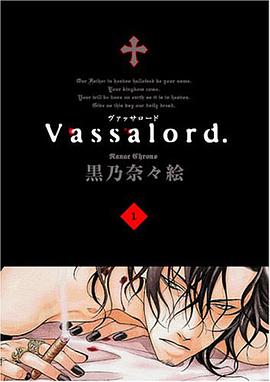 Our Father in heaven hallowed be your name.
Your kingdom come.
Your will be done on earth as it is in heaven.
Give us this day our daily bread.
ヴァッサロード
Vassalord.
Nanae Chrono
黒乃奈々絵
1